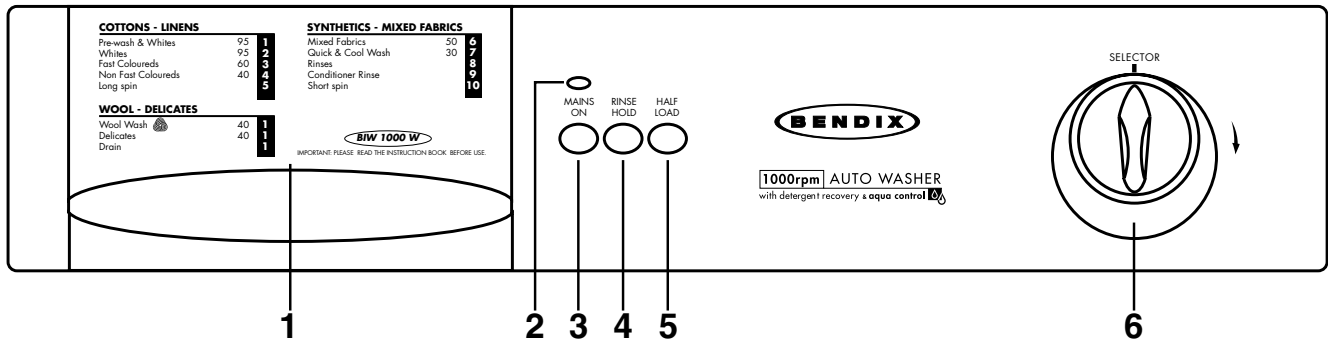 COTTONS - LINENS
Pre-wash & Whites 95 1
Whites 95 2
Fast Coloureds 60 3
Non Fast Coloureds 40 4
Long spin 5
WOOL - DELICATES
Wool Wash 40 1
Delicates 40 1
Drain 1
SYNTHETICS - MIXED FABRICS
Mixed Fabrics 50 6
Quick & Cool Wash 30 7
Rinses 8
Conditioner Rinse 9
Short spin 10
BIW 1000 W
IMPORTANT: PLEASE READ THE INSTRUCTION BOOK BEFORE USE.
MAINS ON
RINSE HOLD
HALF LOAD
BENDIX
1000rpm AUTO WASHER
with detergent recovery & aqua control
SELECTOR
1 2 3 4 5 6